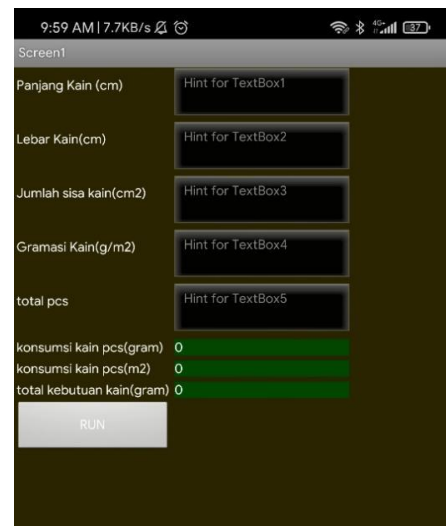 9:59 AM | 7.7KB/s 4G 37
Screen1
Panjang Kain (cm) Hint for TextBox1
Lebar Kain(cm) Hint for TextBox2
Jumlah sisa kain(cm2) Hint for TextBox3
Gramasi Kain(g/m2) Hint for TextBox4
total pcs Hint for TextBox5
konsumsi kain pcs(gram) 0
konsumsi kain pcs(m2) 0
total kebutuan kain(gram) 0
RUN